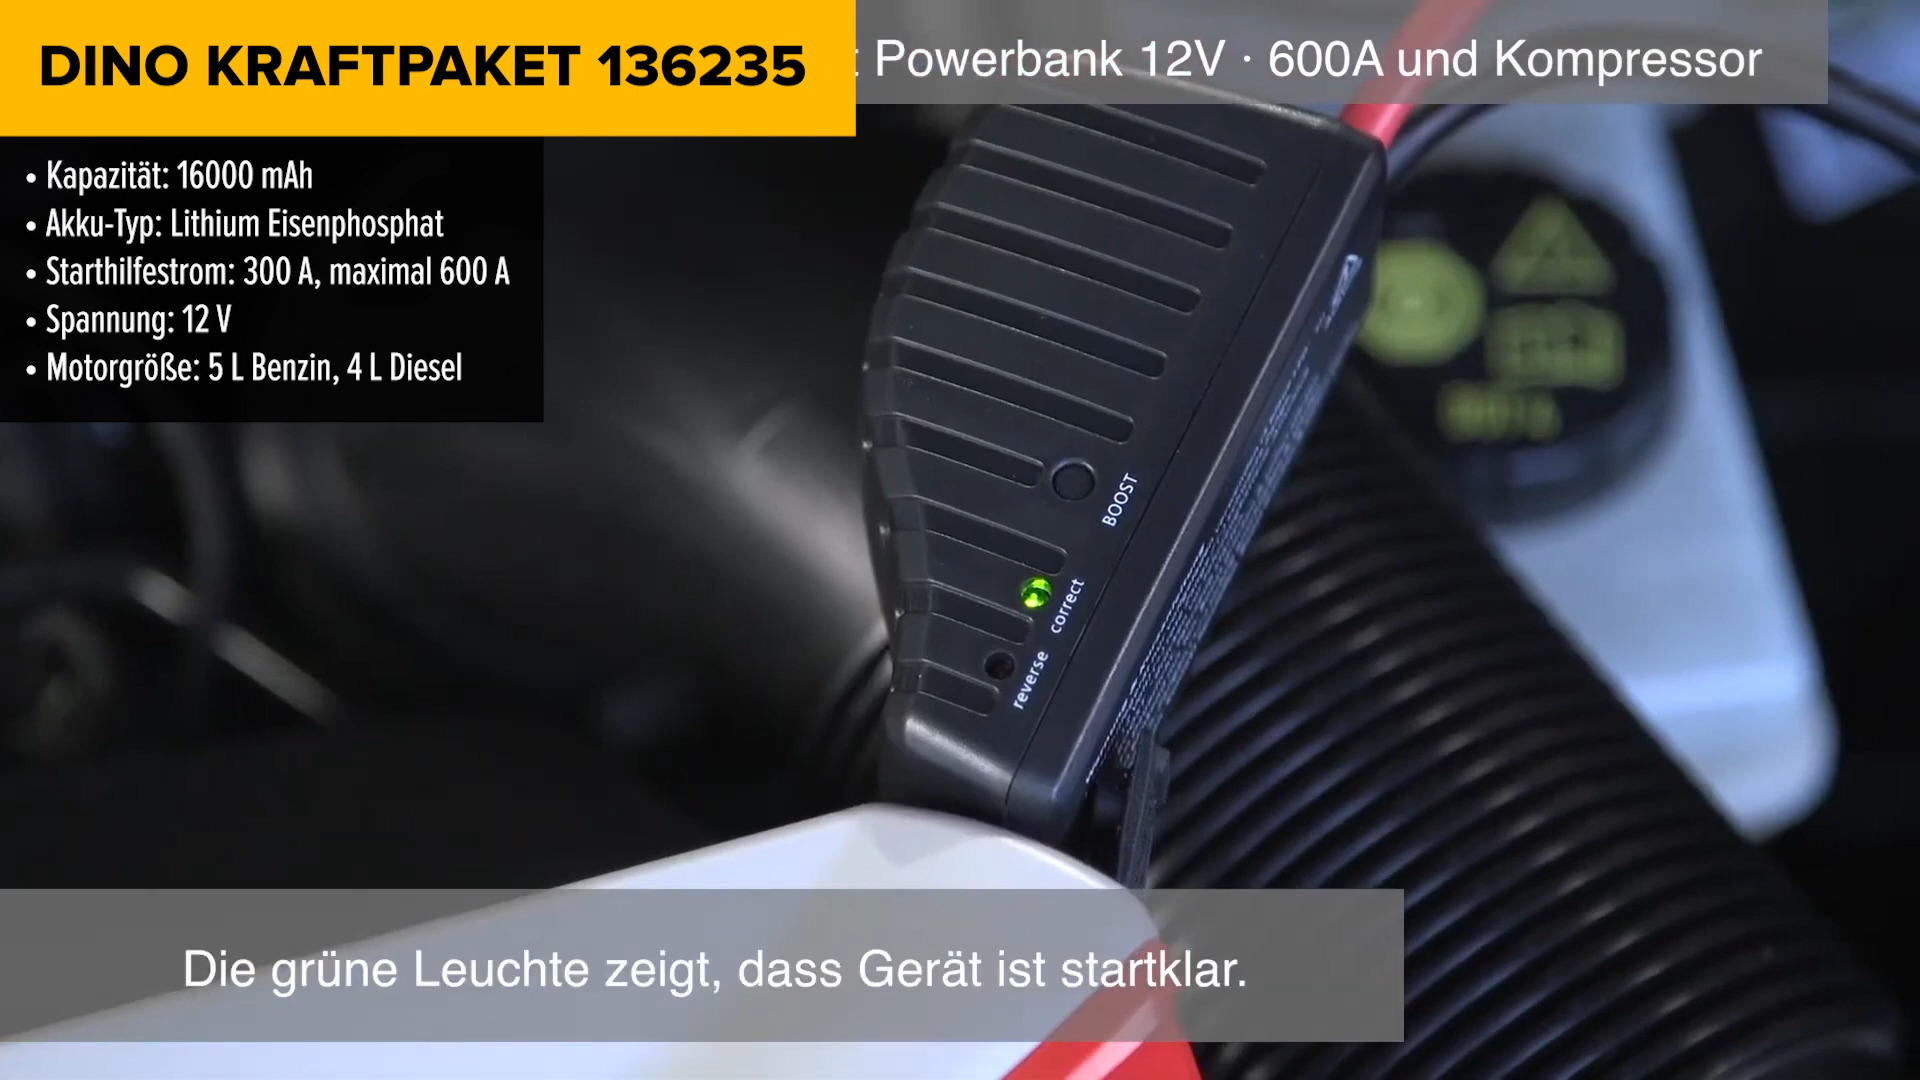 DINO KRAFTPAKET 136235
Powerbank 12V · 600A und Kompressor
• Kapazität: 16000 mAh
• Akku-Typ: Lithium Eisenphosphat
• Starthilfestrom: 300 A, maximal 600 A
• Spannung: 12 V
• Motorgröße: 5 L Benzin, 4 L Diesel
BOOST
correct
reverse
Die grüne Leuchte zeigt, dass Gerät ist startklar.